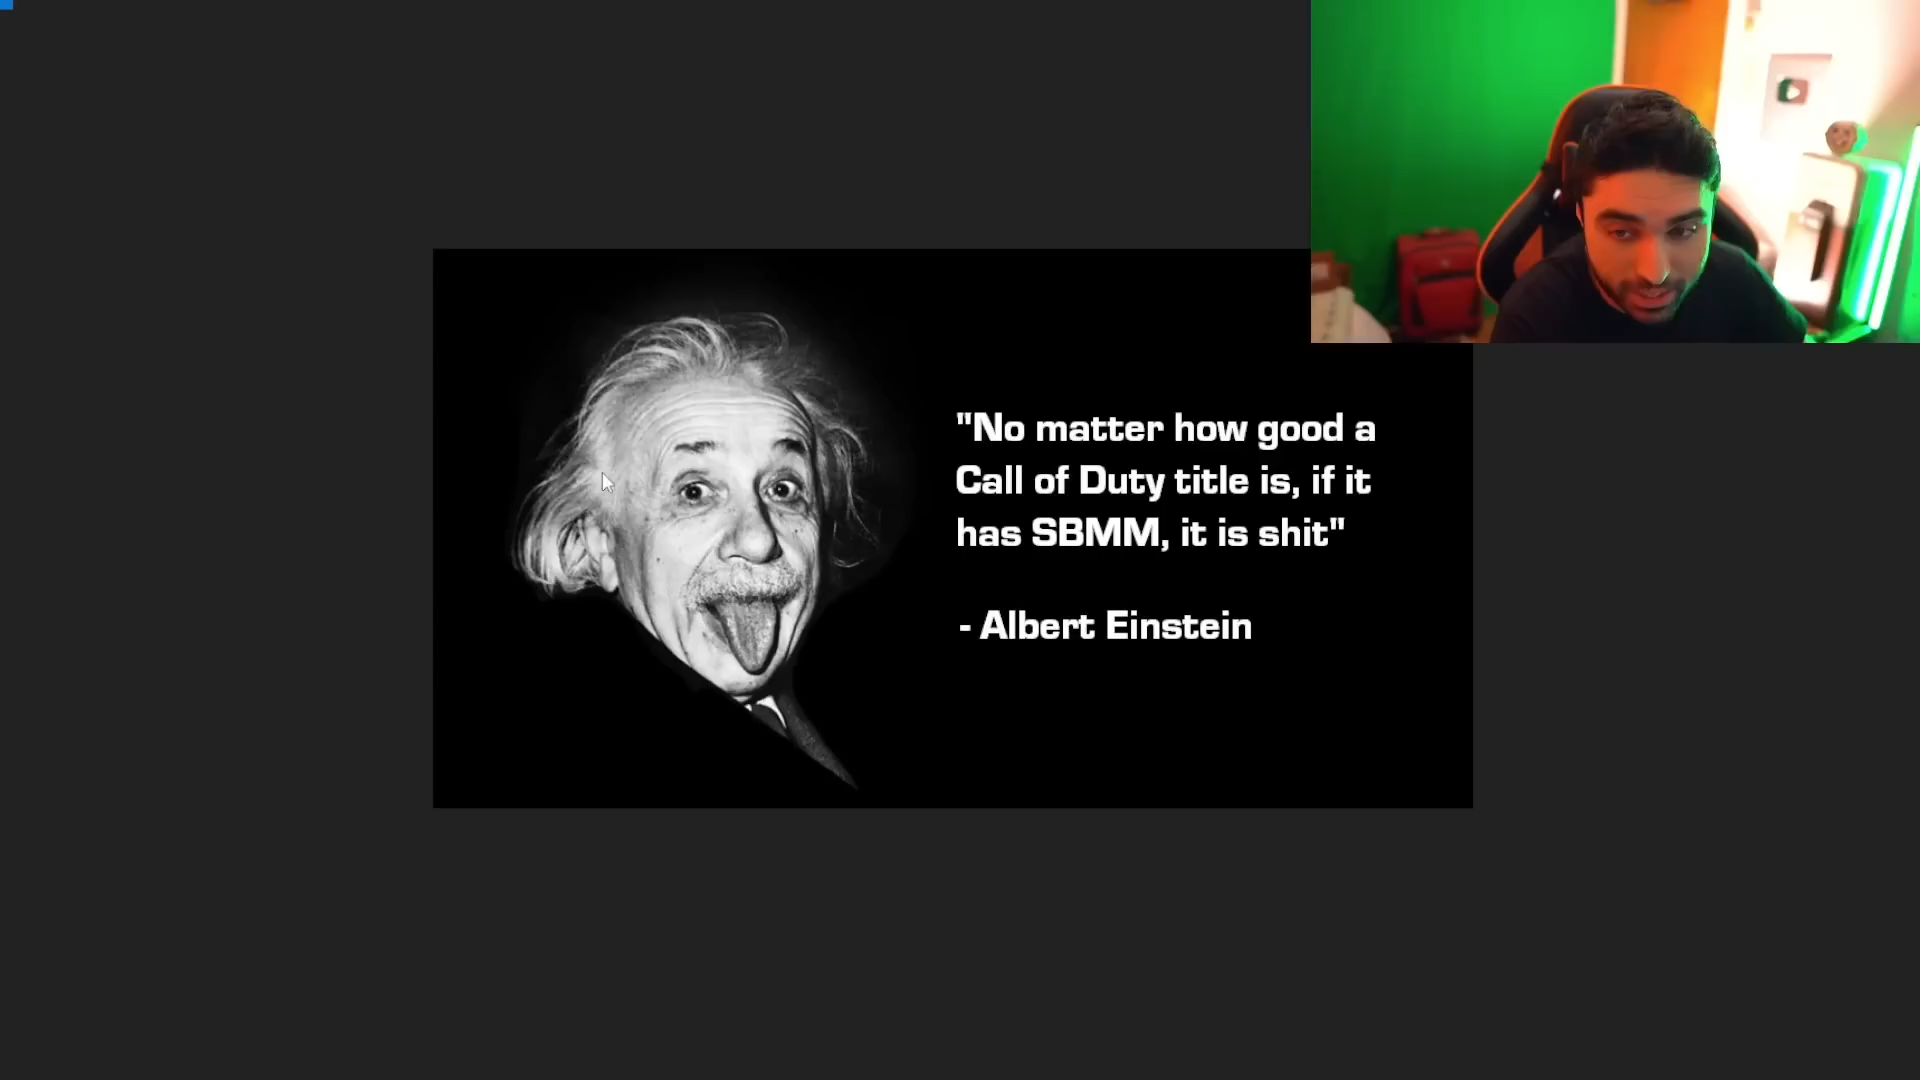 "No matter how good a
Call of Duty title is, if it
has SBMM, it is shit"
- Albert Einstein